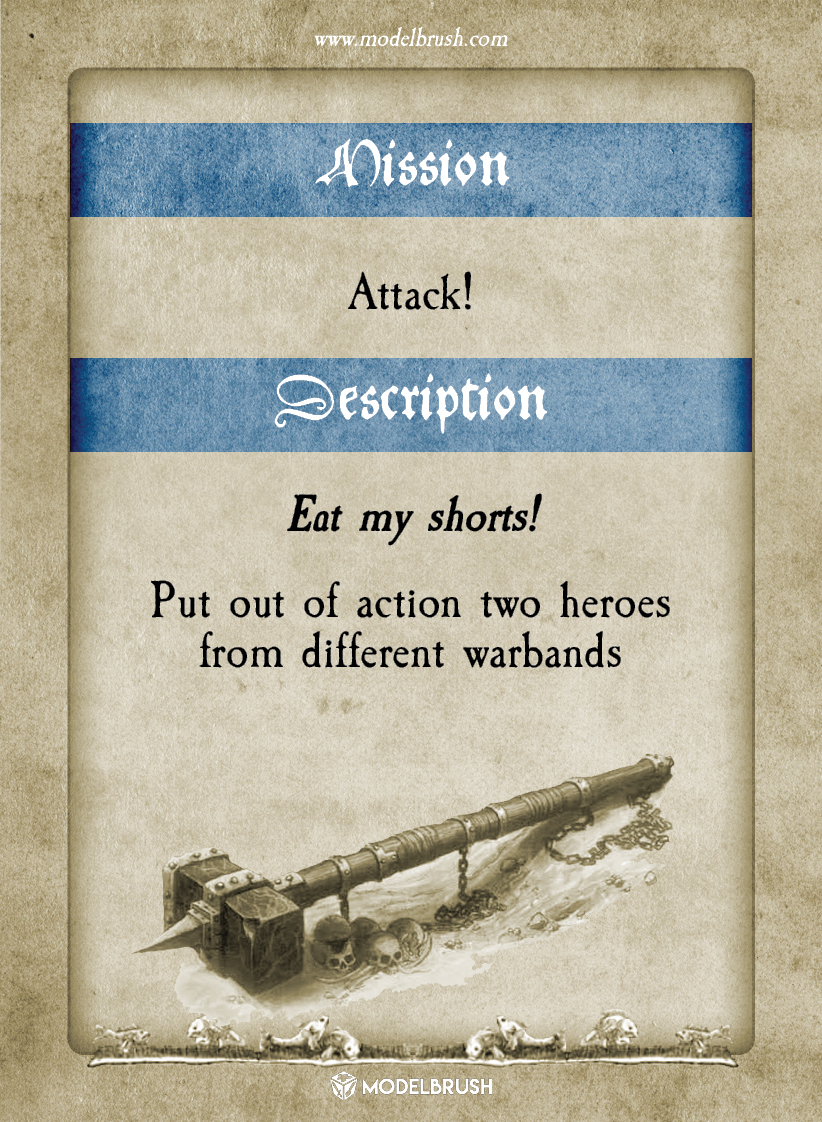 www.modelbrush.com
Mission
Attack!
Description
Eat my shorts!
Put out of action two heroes
from different warbands
MODELBRUSH